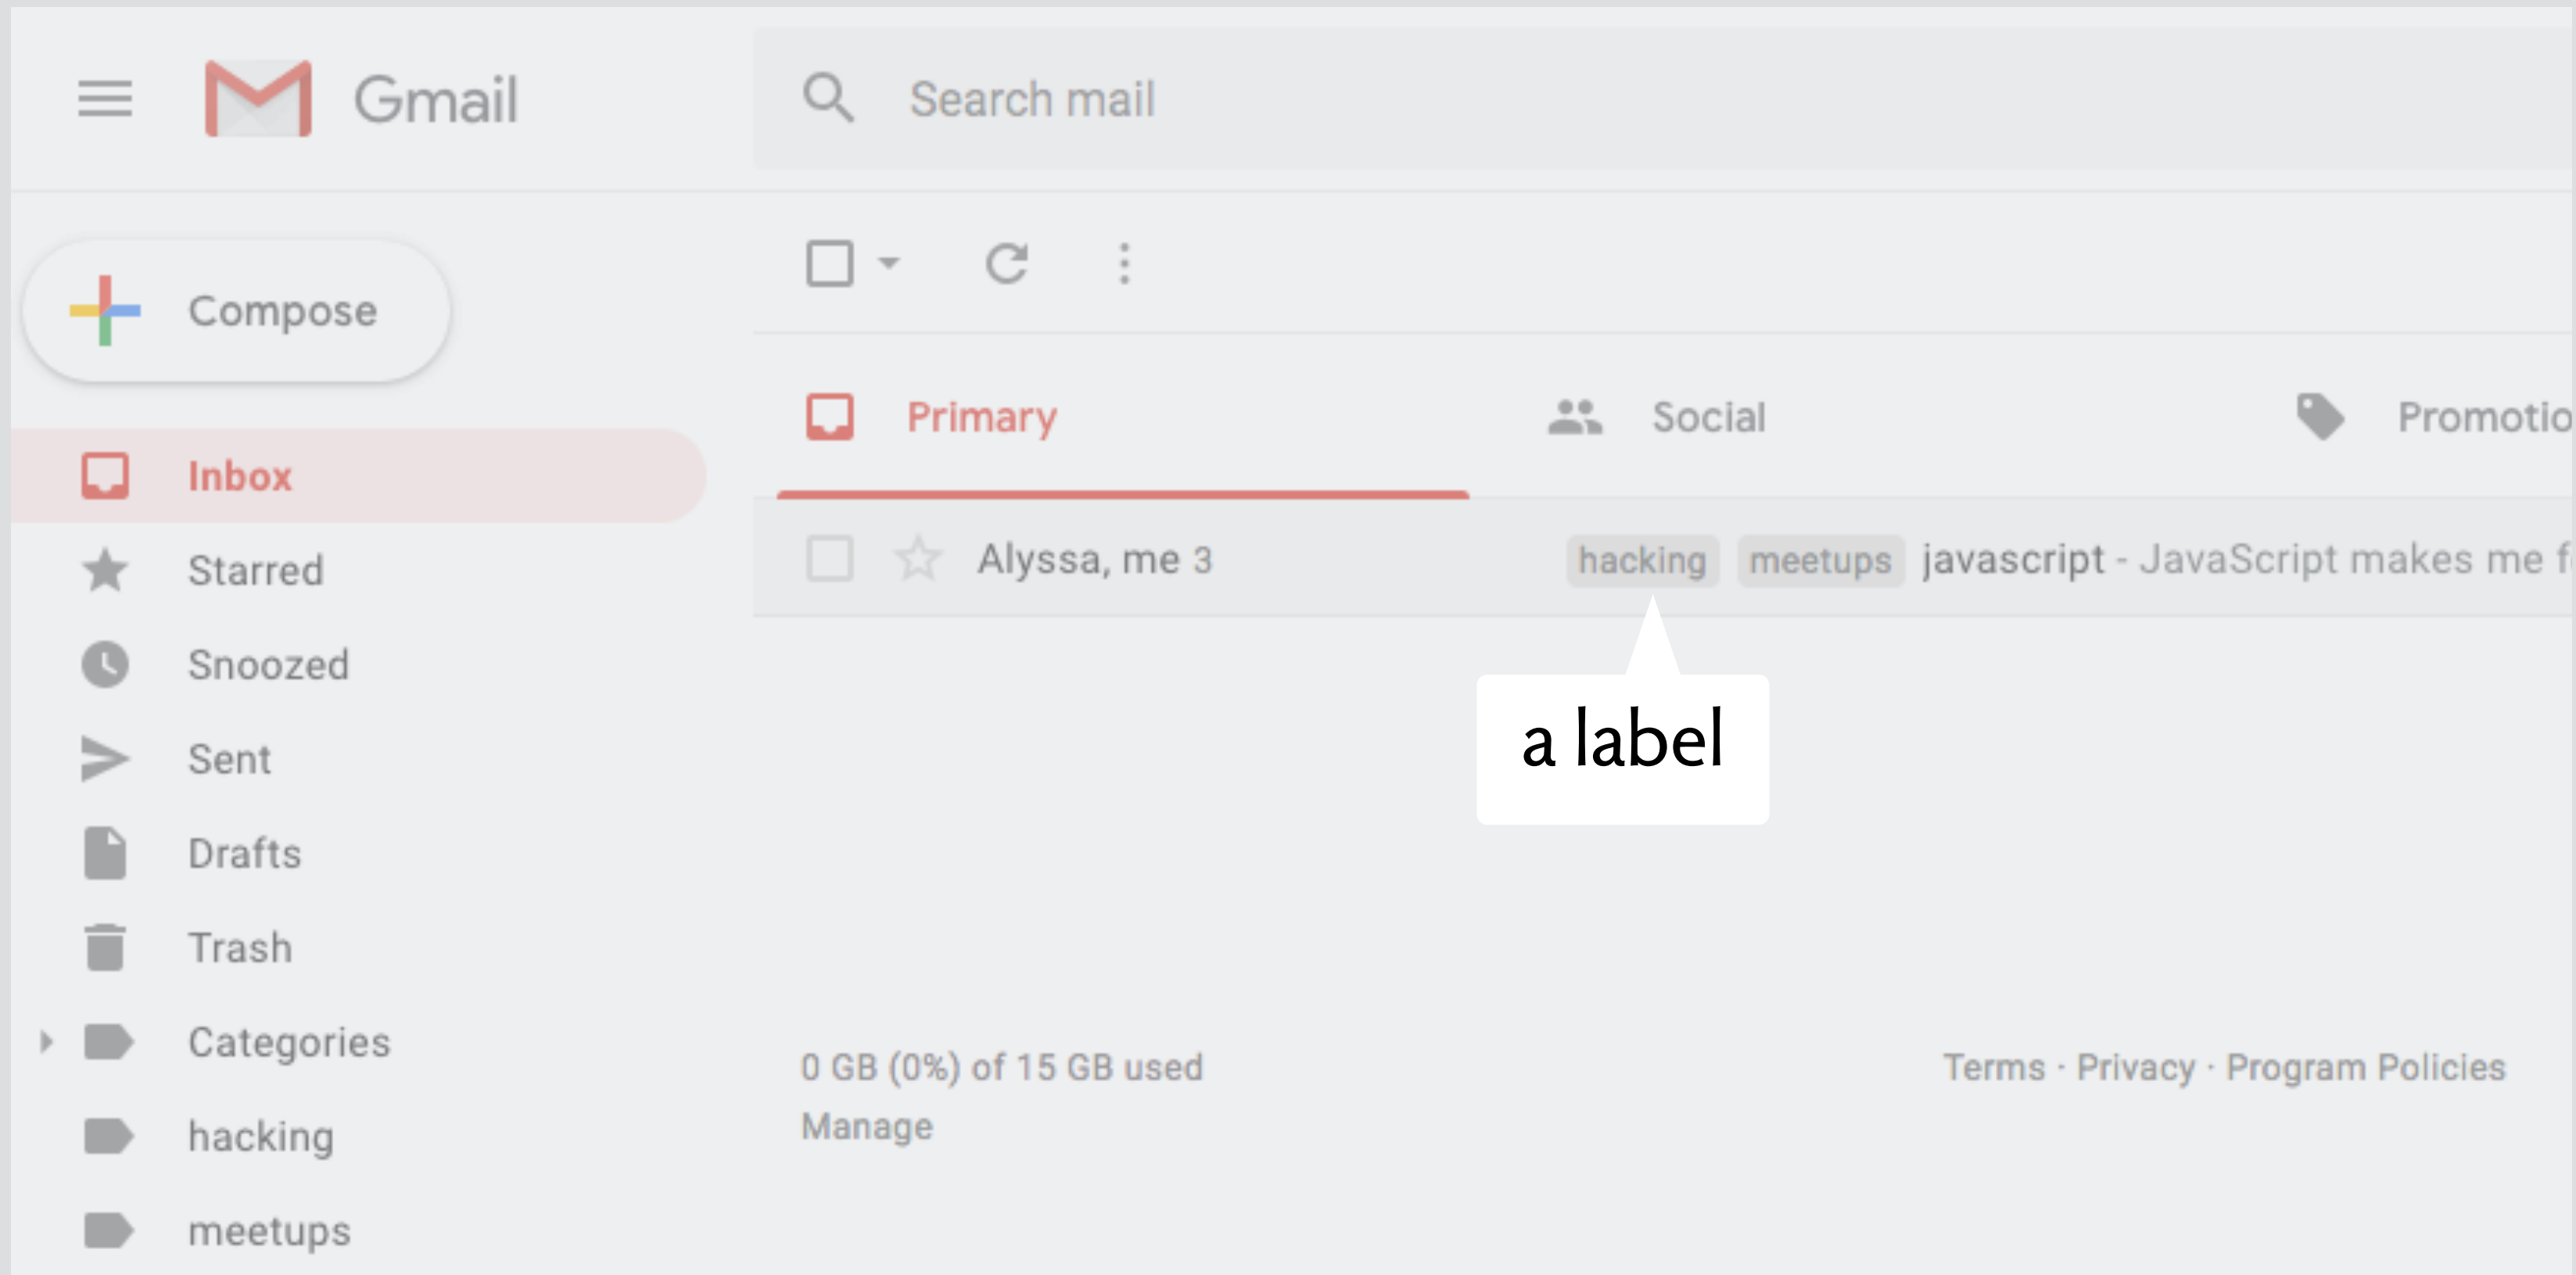 Gmail
Search mail
Compose
Primary
Social
Promotio
Inbox
Starred
Alyssa, me 3
hacking meetups javascript - JavaScript makes me f
Snoozed
a label
Sent
Drafts
Trash
Categories
0 GB (0%) of 15 GB used
Manage
Terms · Privacy · Program Policies
hacking
meetups